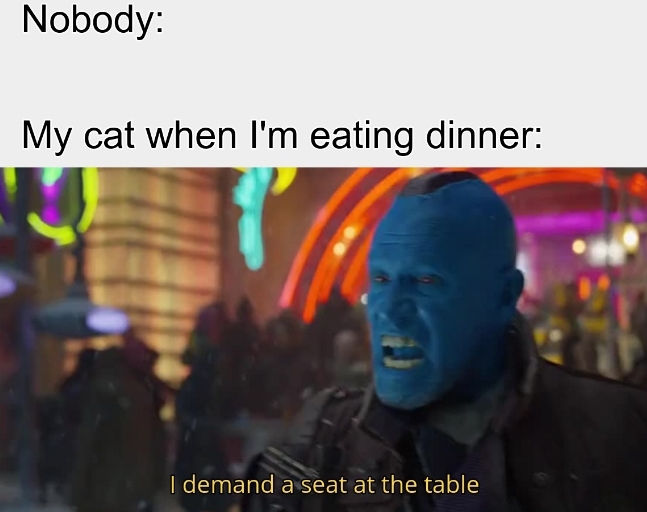 Nobody:
My cat when I'm eating dinner:
I demand a seat at the table